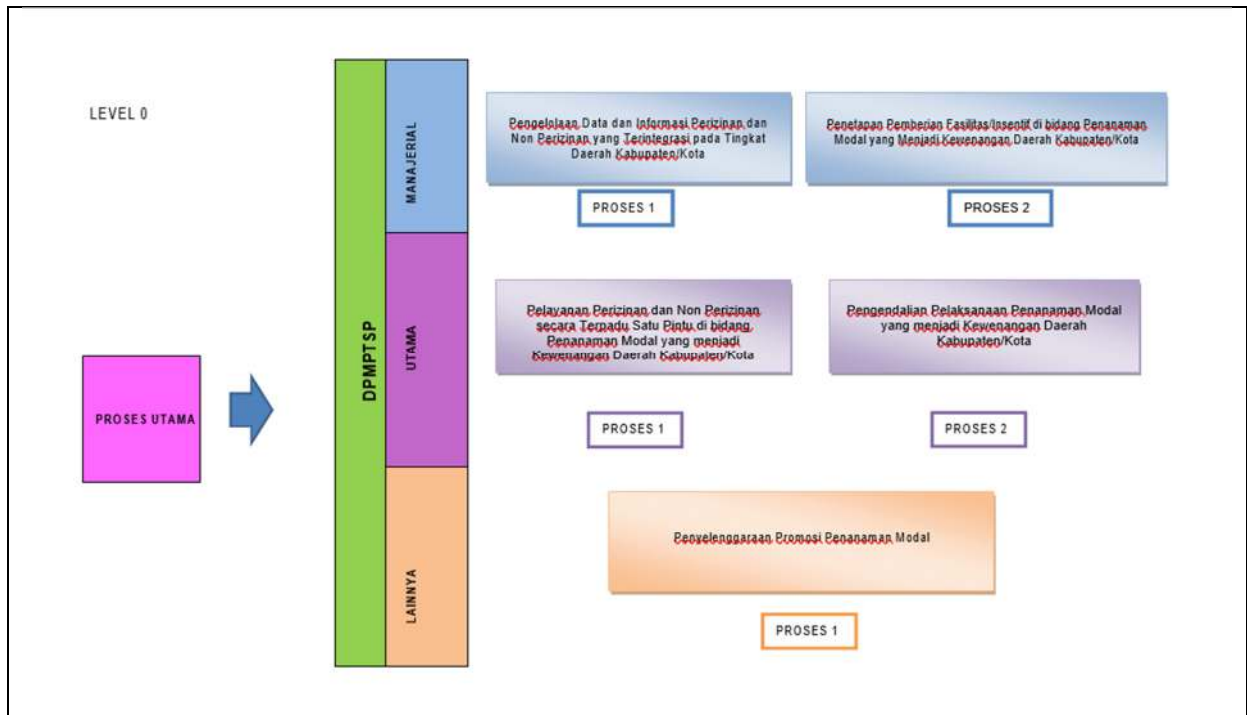 LEVEL 0
PROSES UTAMA
DPMPTSP
MANAJERIAL
UTAMA
LAINNYA
Pengelolaan Data dan Informasi Perizinan dan
Non Perizinan yang Terintegrasi pada Tingkat
Daerah Kabupaten/Kota
PROSES 1
Penetapan Pemberian Fasilitas/Insentif di bidang Penanaman
Modal yang Menjadi Kewenangan Daerah Kabupaten/Kota
PROSES 2
Pelayanan Perizinan dan Non Perizinan
secara Terpadu Satu Pintu di bidang
Penanaman Modal yang menjadi
Kewenangan Daerah Kabupaten/Kota
PROSES 1
Pengendalian Pelaksanaan Penanaman Modal
yang menjadi Kewenangan Daerah
Kabupaten/Kota
PROSES 2
Penyelenggaraan Promosi Penanaman Modal
PROSES 1